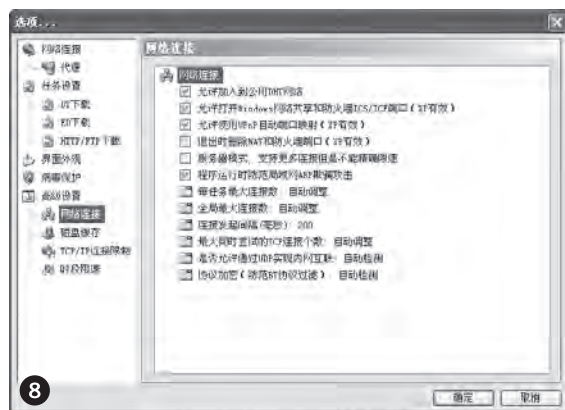 选项...
网络连接
代理
任务设置
BT下载
ED下载
HTTP/FTP下载
界面外观
病毒保护
高级设置
网络连接
磁盘缓存
TCP/IP连接限制
时段限速
网络连接
网络连接
允许加入到公用DHT网络
允许打开Windows网络共享和防火墙ICS/ICF端口(XP有效)
允许使用UPnP自动端口映射(XP有效)
退出时删除NAT和防火墙端口(XP有效)
服务器模式, 支持更多连接但是不能精确限速
程序运行时防范局域网ARP欺骗攻击
每任务最大连接数: 自动调整
全局最大连接数: 自动调整
连接发起间隔(毫秒): 200
最大同时尝试的TCP连接个数: 自动调整
是否允许通过UDP实现内网互联: 自动检测
协议加密(防范BT协议过滤): 自动检测
确定
取消
8